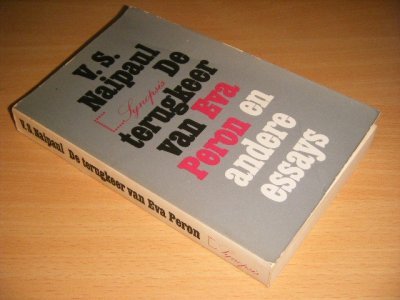 V. S.
Naipaul
De
terugkeer
van Eva
Peron en
andere
essays
Synopsis
V. S. Naipaul De terugkeer van Eva Peron Synopsis